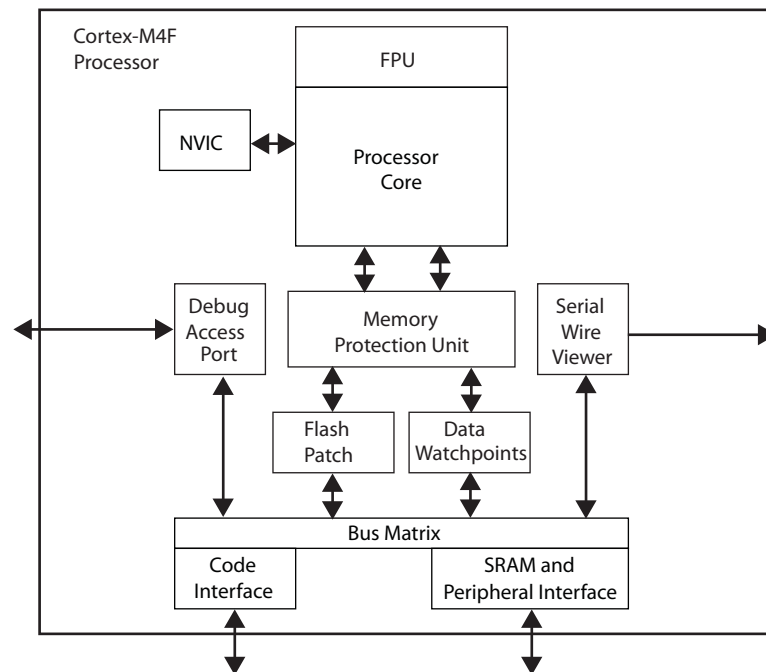 Cortex-M4F
Processor
FPU
NVIC
Processor
Core
Debug
Access
Port
Memory
Protection Unit
Serial
Wire
Viewer
Flash
Patch
Data
Watchpoints
Bus Matrix
Code
Interface
SRAM and
Peripheral Interface